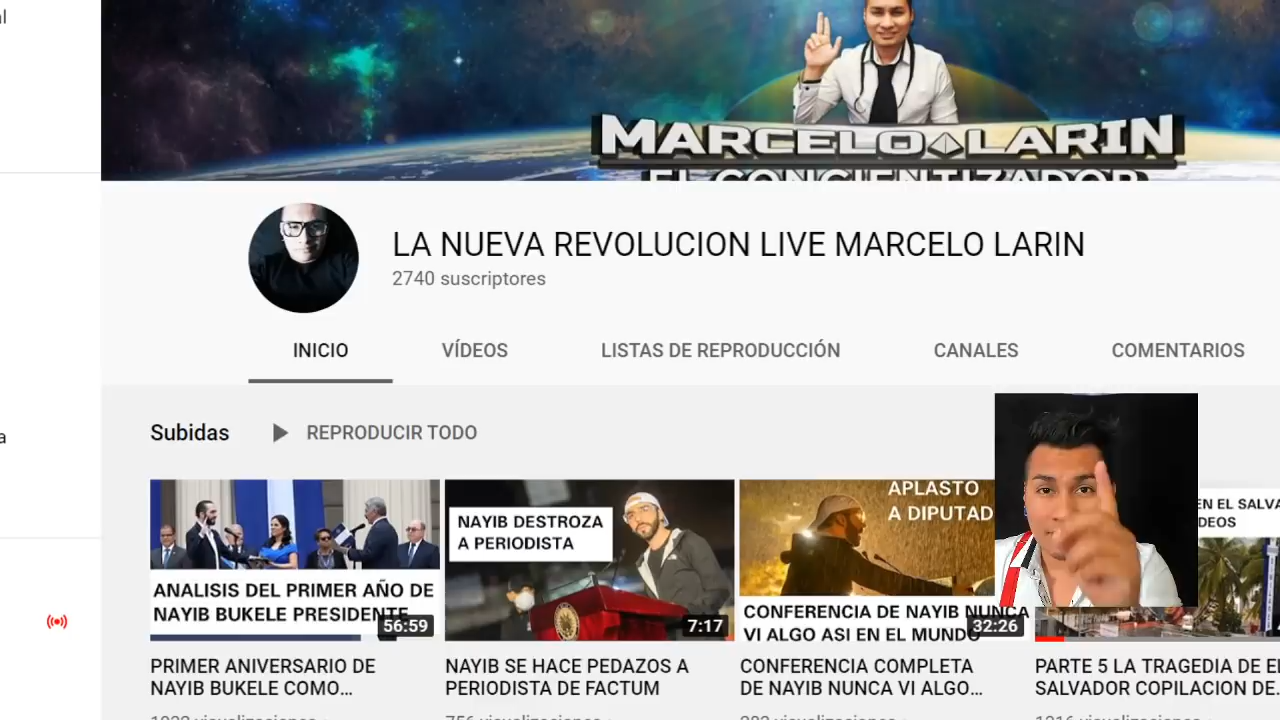 MARCELO LARIN
EL CONCIENTIZADOR
LA NUEVA REVOLUCION LIVE MARCELO LARIN
2740 suscriptores
INICIO
VÍDEOS
LISTAS DE REPRODUCCIÓN
CANALES
COMENTARIOS
Subidas
REPRODUCIR TODO
ANALISIS DEL PRIMER AÑO DE
NAYIB BUKELE PRESIDENTE
56:59
PRIMER ANIVERSARIO DE
NAYIB BUKELE COMO...
NAYIB DESTROZA
A PERIODISTA
7:17
NAYIB SE HACE PEDAZOS A
PERIODISTA DE FACTUM
APLASTO
A DIPUTAD
CONFERENCIA DE NAYIB NUNCA
VI ALGO ASI EN EL MUNDO
32:26
CONFERENCIA COMPLETA
DE NAYIB NUNCA VI ALGO...
EN EL SALVA
DEOS
PARTE 5 LA TRAGEDIA DE EL
SALVADOR COPILACION DE